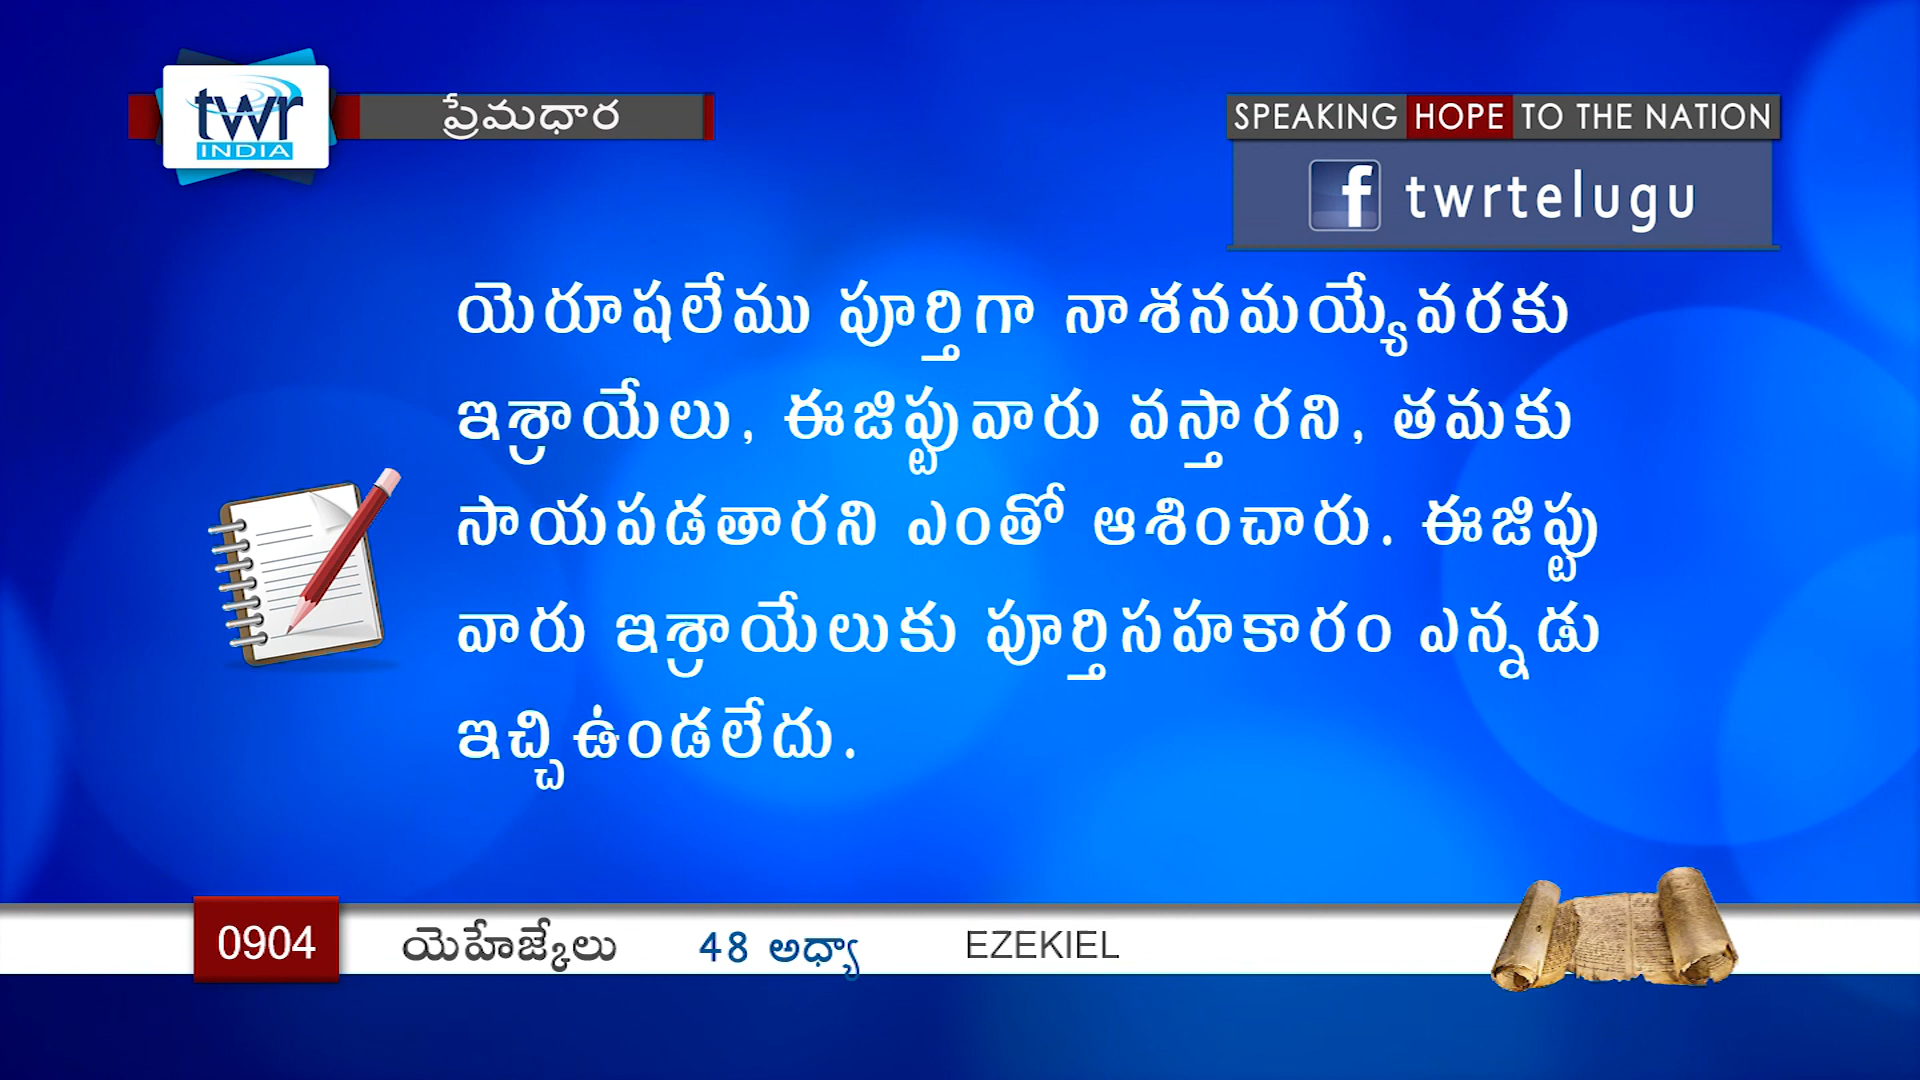 twr
INDIA
ప్రేమధార
SPEAKING HOPE TO THE NATION
f twrtelugu
యెరూషలేము పూర్తిగా నాశనమయ్యేవరకు
ఇశ్రాయేలు, ఈజిప్టువారు వస్తారని, తమకు
సాయపడతారని ఎంతో ఆశించారు. ఈజిప్టు
వారు ఇశ్రాయేలుకు పూర్తిసహకారం ఎన్నడు
ఇచ్చిఉండలేదు.
0904 యెహేజ్కేలు 48 అధ్యా EZEKIEL